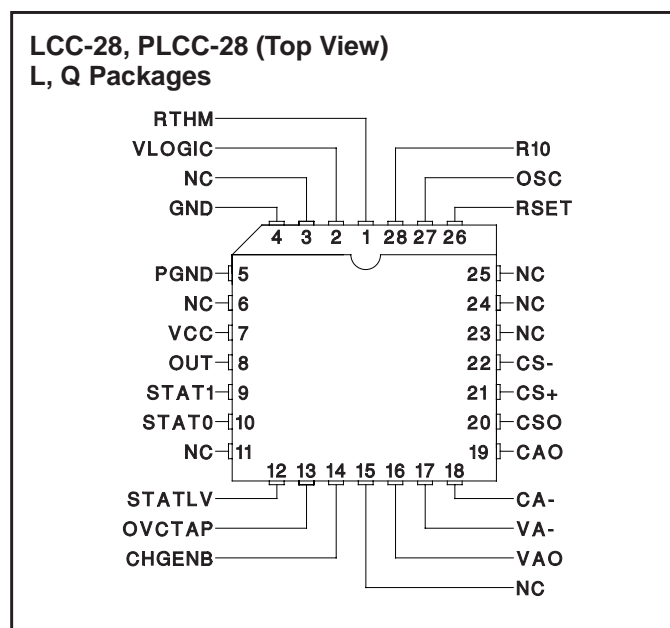 LCC-28, PLCC-28 (Top View)
L, Q Packages
RTHM
VLOGIC
R10
NC
OSC
GND
RSET
4 3 2 1 28 27 26
PGND 5 25 NC
NC 6 24 NC
VCC 7 23 NC
OUT 8 22 CS-
STAT1 9 21 CS+
STAT0 10 20 CSO
NC 11 19 CAO
12 13 14 15 16 17 18
STATLV CA-
OVCTAP VA-
CHGENB VAO
NC